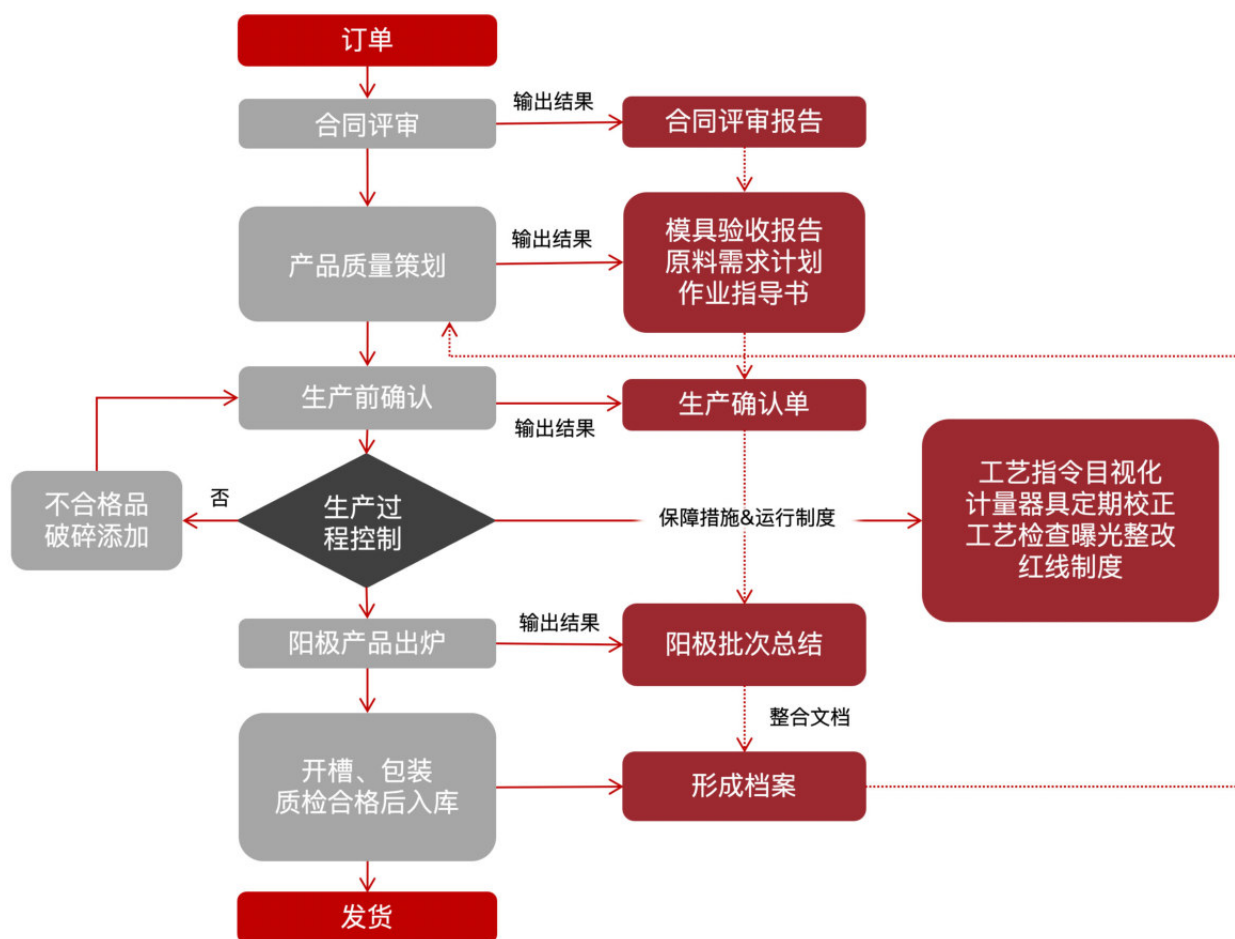 订单
输出结果
合同评审
合同评审报告
输出结果
产品质量策划
模具验收报告
原料需求计划
作业指导书
生产前确认
输出结果
生产确认单
不合格品
破碎添加
否
生产过
程控制
保障措施&运行制度
工艺指令目视化
计量器具定期校正
工艺检查曝光整改
红线制度
阳极产品出炉
输出结果
阳极批次总结
整合文档
开槽、包装
质检合格后入库
形成档案
发货